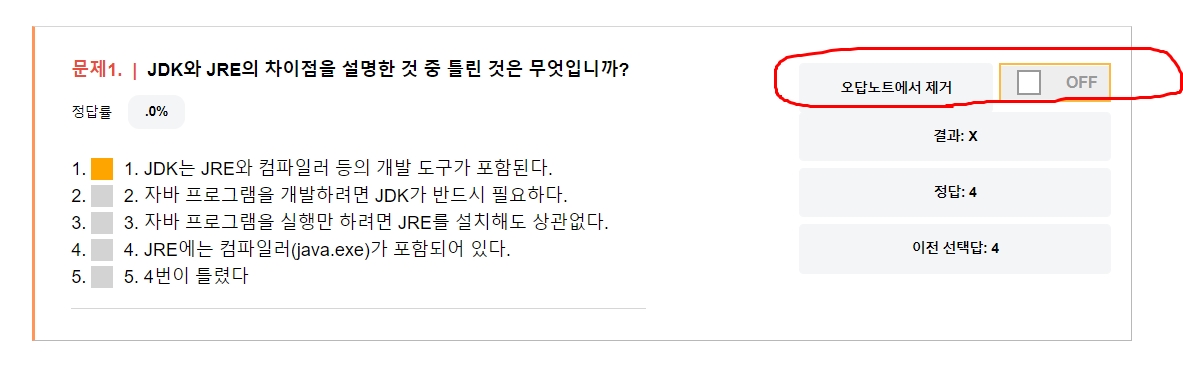 문제1. | JDK와 JRE의 차이점을 설명한 것 중 틀린 것은 무엇입니까?
정답률 .0%
1. 1. JDK는 JRE와 컴파일러 등의 개발 도구가 포함된다.
2. 2. 자바 프로그램을 개발하려면 JDK가 반드시 필요하다.
3. 3. 자바 프로그램을 실행만 하려면 JRE를 설치해도 상관없다.
4. 4. JRE에는 컴파일러(java.exe)가 포함되어 있다.
5. 5. 4번이 틀렸다
오답노트에서 제거 OFF
결과: X
정답: 4
이전 선택답: 4